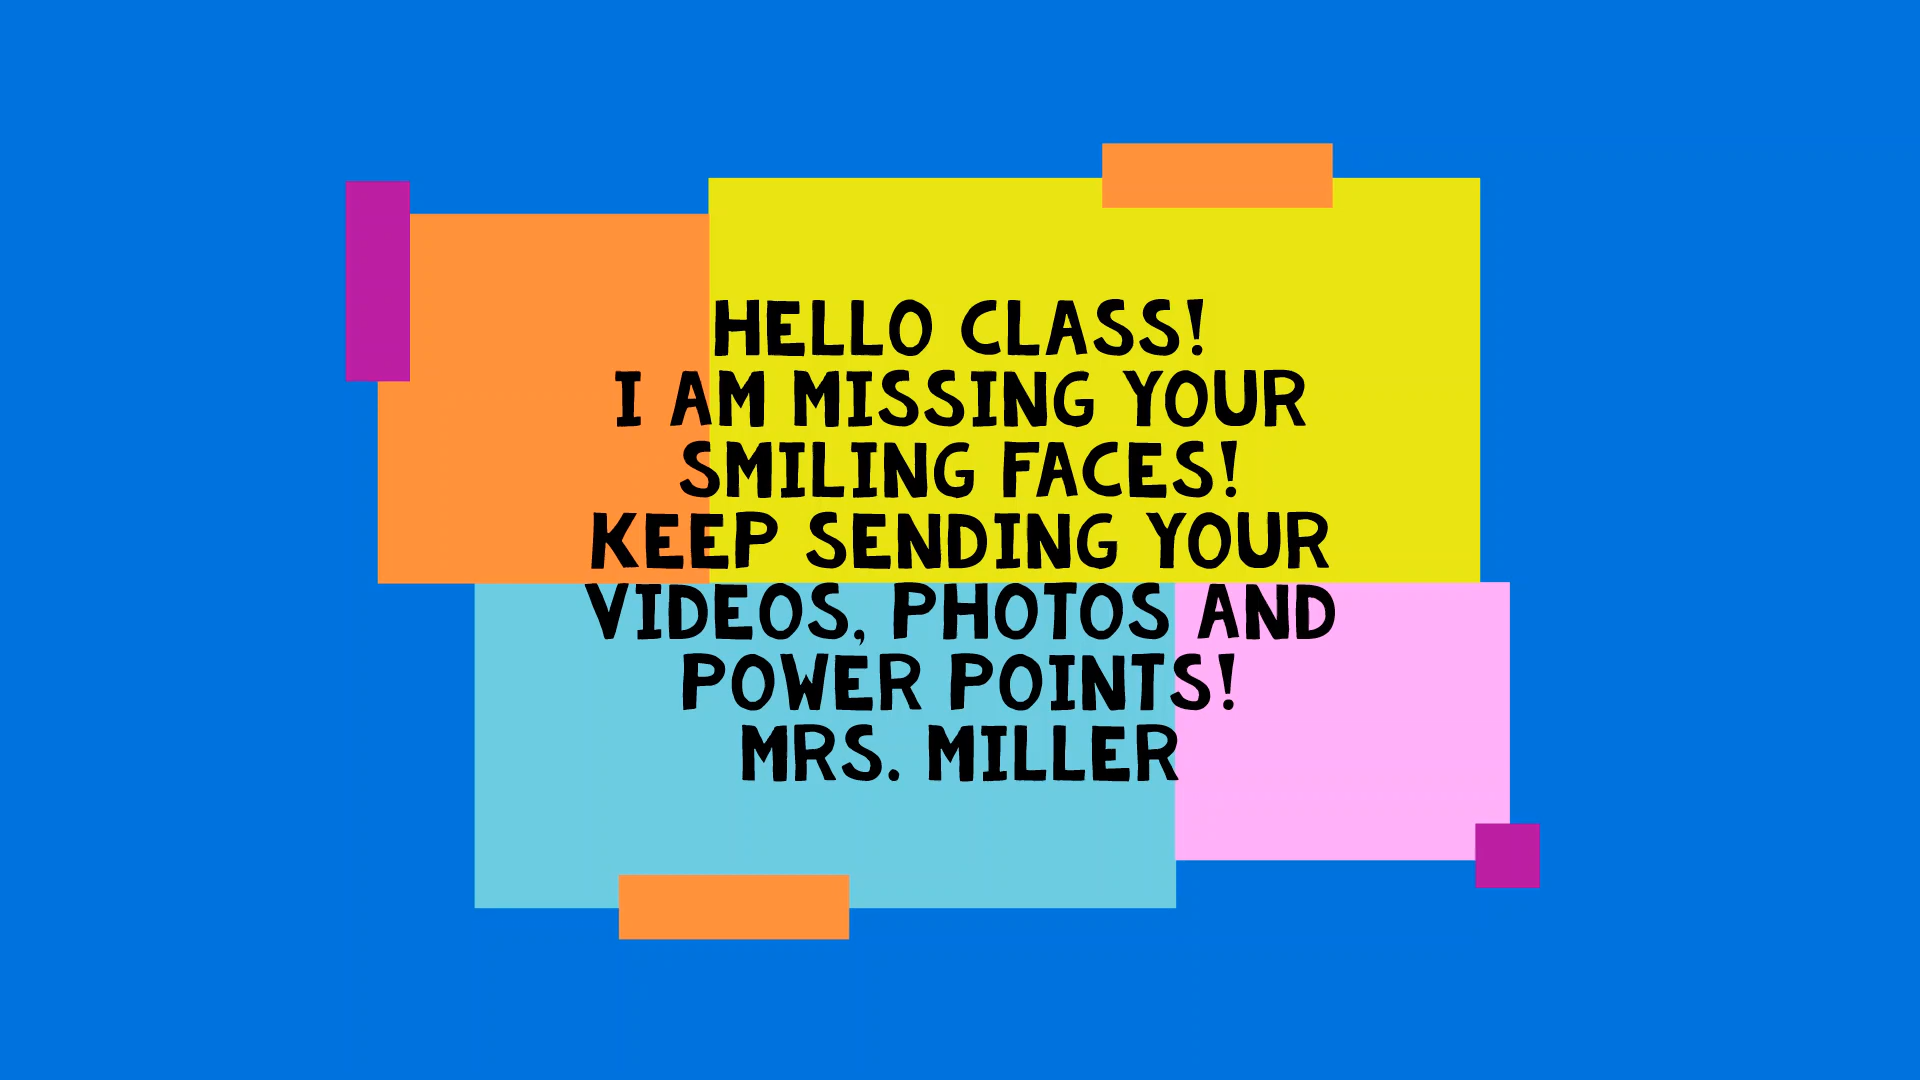 HELLO CLASS!
I AM MISSING YOUR
SMILING FACES!
KEEP SENDING YOUR
VIDEOS, PHOTOS AND
POWER POINTS!
MRS. MILLER